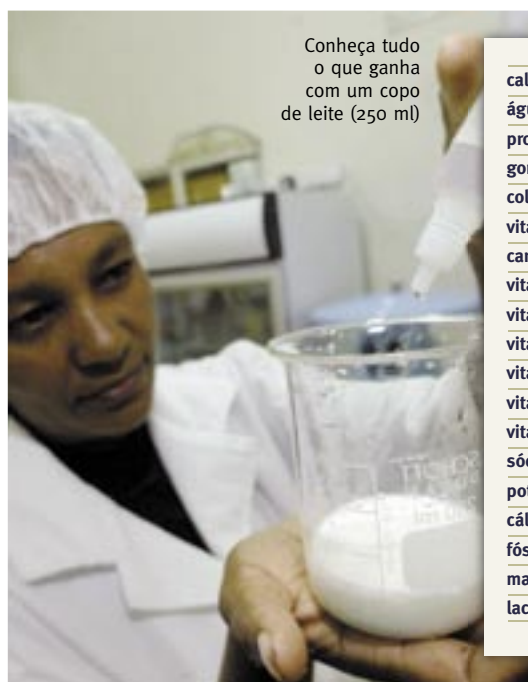 Conheça tudo
o que ganha
com um copo
de leite (250 ml)
cal
águ
pro
gor
col
vita
car
vita
vita
vita
vita
vita
vita
sód
pot
cál
fós
ma
lac